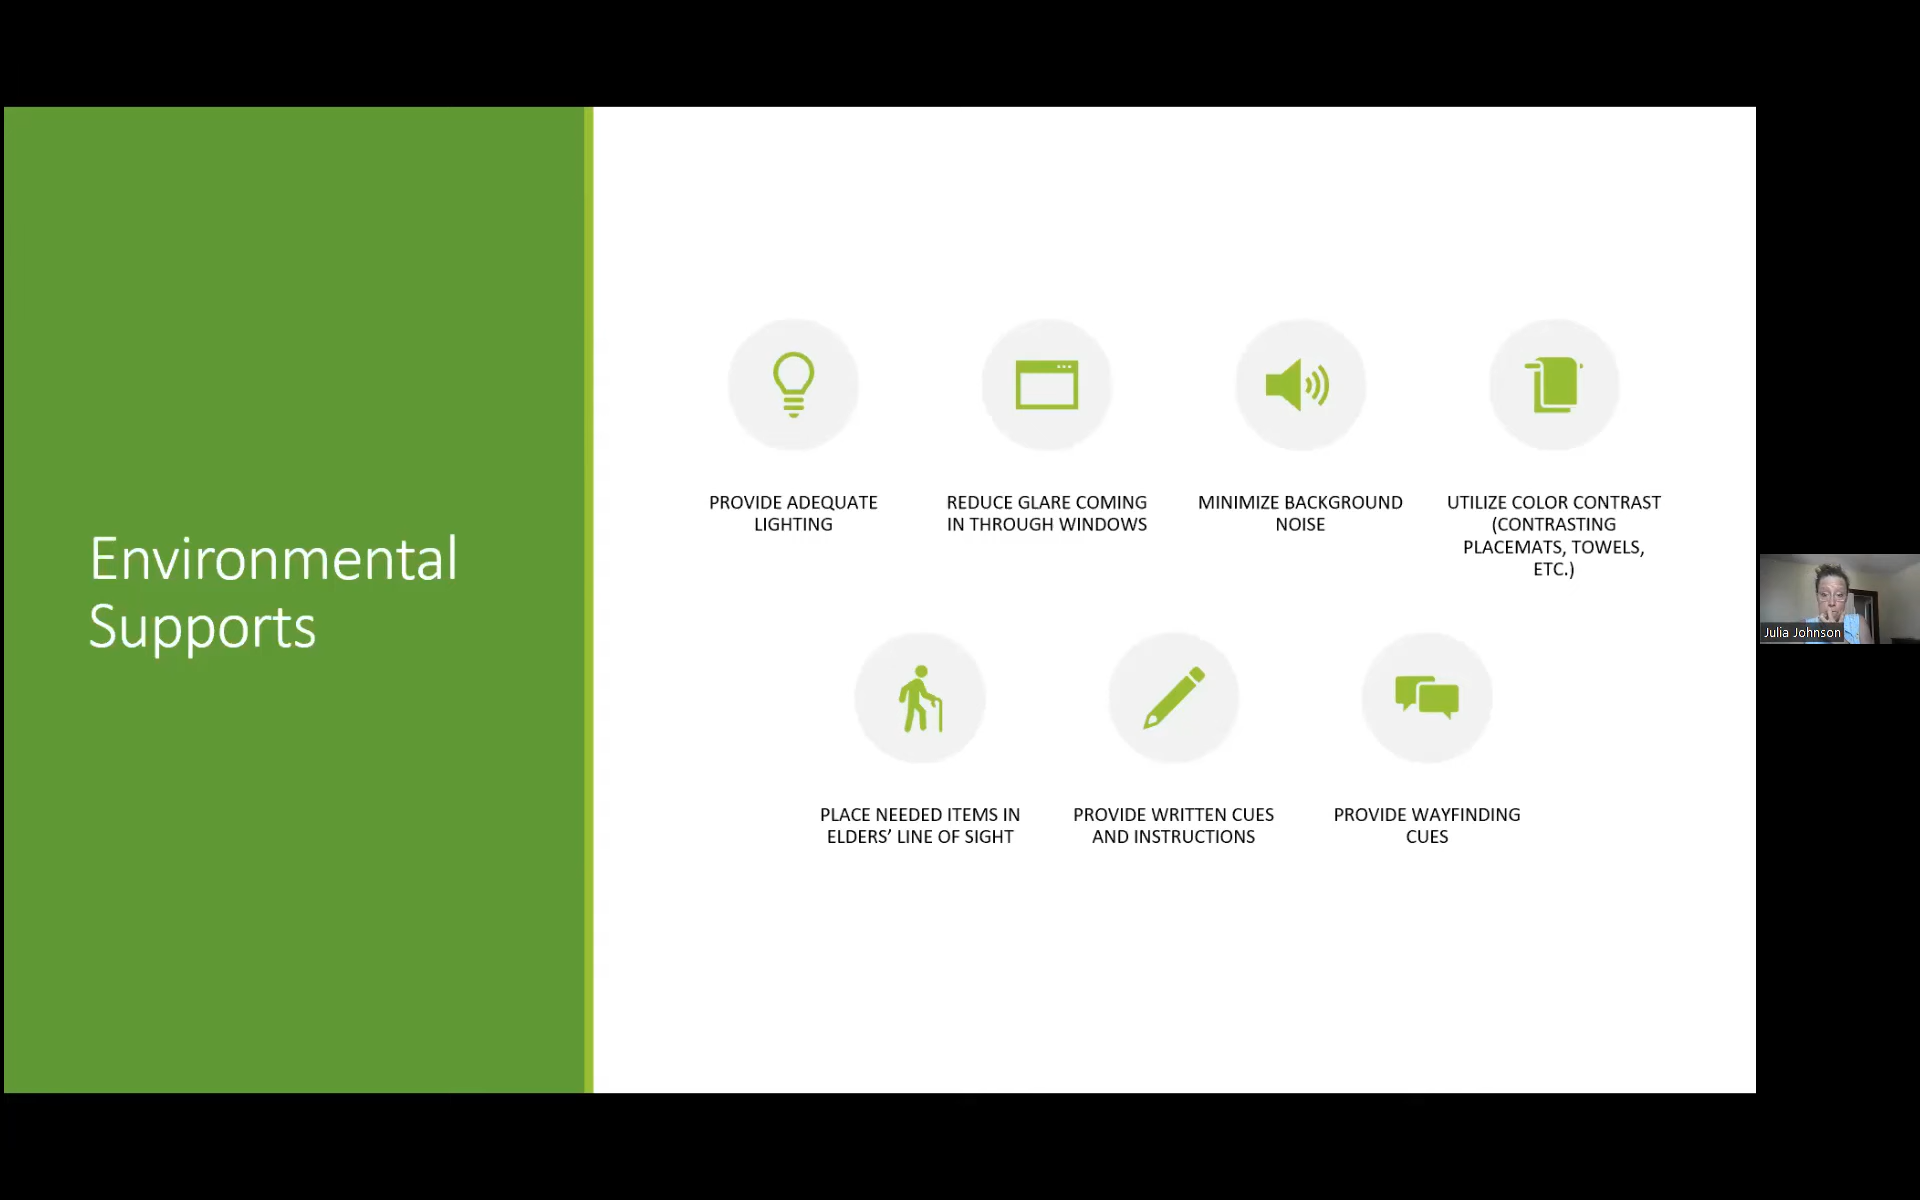 Environmental
Supports
PROVIDE ADEQUATE
LIGHTING
REDUCE GLARE COMING
IN THROUGH WINDOWS
MINIMIZE BACKGROUND
NOISE
UTILIZE COLOR CONTRAST
(CONTRASTING
PLACEMATS, TOWELS,
ETC.)
PLACE NEEDED ITEMS IN
ELDERS’ LINE OF SIGHT
PROVIDE WRITTEN CUES
AND INSTRUCTIONS
PROVIDE WAYFINDING
CUES
Julia Johnson